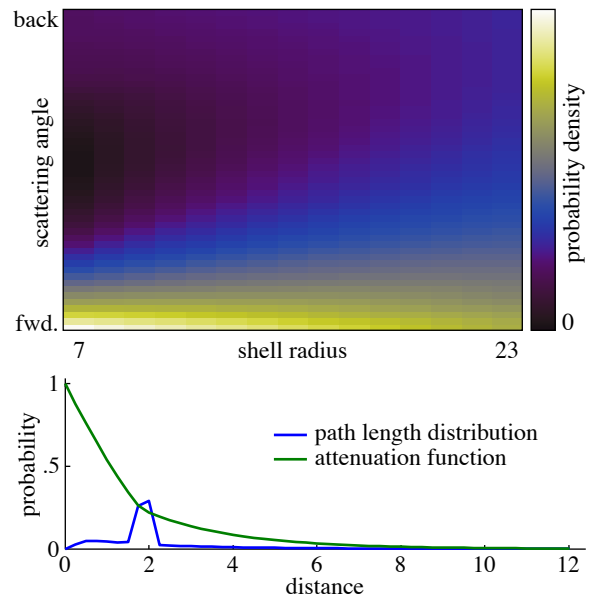 back
scattering angle
fwd.
7
shell radius
23
probability density
0
1
.5
0
probability
path length distribution
attenuation function
0 2 4 6 8 10 12
distance